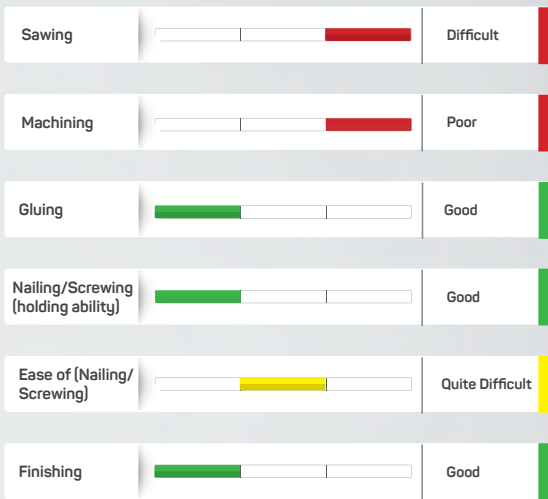 Sawing
Difficult
Machining
Poor
Gluing
Good
Nailing/Screwing
(holding ability)
Good
Ease of (Nailing/
Screwing)
Quite Difficult
Finishing
Good